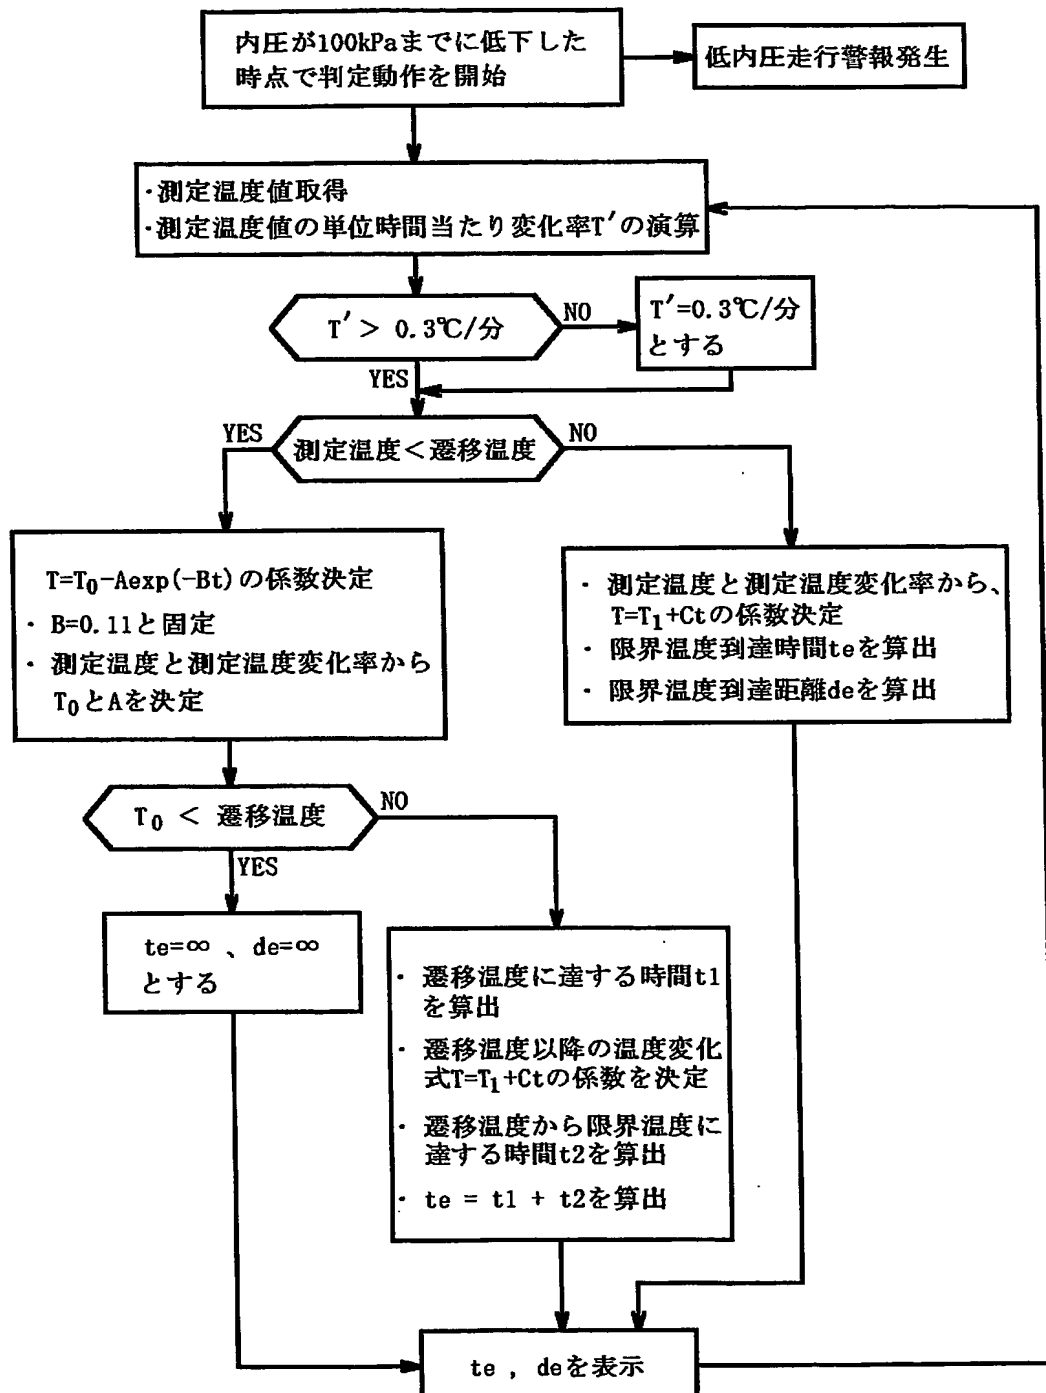 内圧が100kPaまでに低下した
時点で判定動作を開始
低内圧走行警報発生
・測定温度値取得
・測定温度値の単位時間当たり変化率T′の演算
T′> 0.3℃/分
NO
T′=0.3℃/分
とする
YES
測定温度<遷移温度
YES
NO
T=T₀-Aexp(-Bt)の係数決定
・ B=0.11と固定
・ 測定温度と測定温度変化率から
T₀とAを決定
・ 測定温度と測定温度変化率から、
T=T₁+Ctの係数決定
・ 限界温度到達時間teを算出
・ 限界温度到達距離deを算出
T₀ < 遷移温度
NO
YES
te=∞ 、de=∞
とする
・ 遷移温度に達する時間t1
を算出
・ 遷移温度以降の温度変化
式T=T₁+Ctの係数を決定
・ 遷移温度から限界温度に
達する時間t2を算出
・ te = t1 + t2を算出
te , deを表示